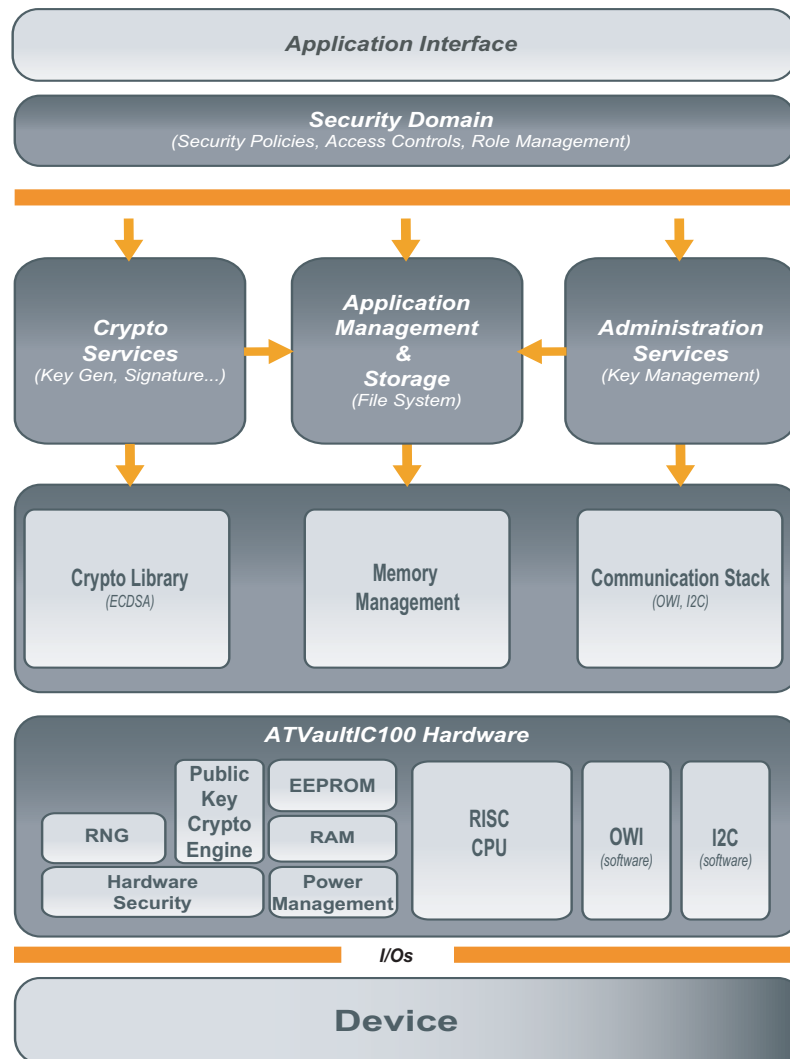 Application Interface
Security Domain
(Security Policies, Access Controls, Role Management)
Crypto
Services
(Key Gen, Signature...)
Application
Management
&
Storage
(File System)
Administration
Services
(Key Management)
Crypto Library
(ECDSA)
Memory
Management
Communication Stack
(OWI, I2C)
ATVaultIC100 Hardware
RNG
Public
Key
Crypto
Engine
Hardware
Security
EEPROM
RAM
Power
Management
RISC
CPU
OWI
(software)
I2C
(software)
I/Os
Device